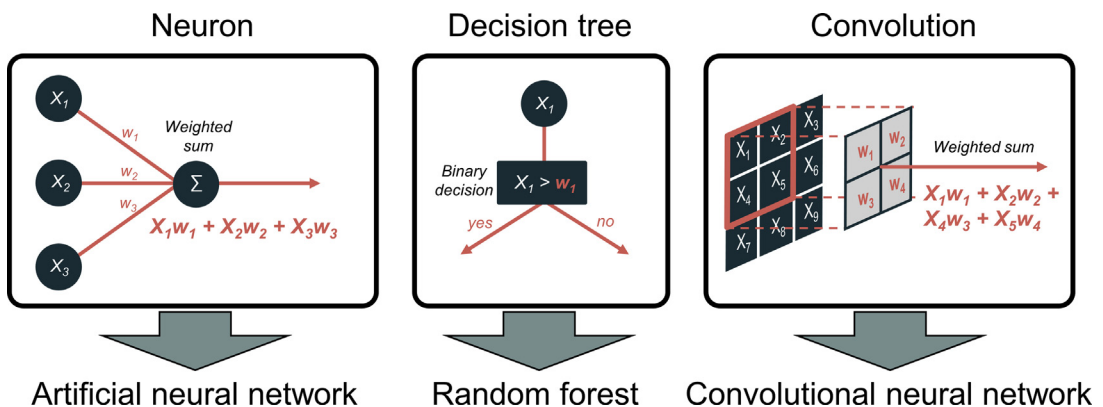 Neuron
X₁
X₂
X₃
w₁
w₂
w₃
Weighted
sum
Σ
X₁w₁ + X₂w₂ + X₃w₃
Artificial neural network
Decision tree
X₁
Binary
decision
X₁ > w₁
yes
no
Random forest
Convolution
X₁
X₂
X₃
X₄
X₅
X₆
X₇
X₈
X₉
w₁
w₂
w₃
w₄
Weighted sum
X₁w₁ + X₂w₂ +
X₄w₃ + X₅w₄
Convolutional neural network